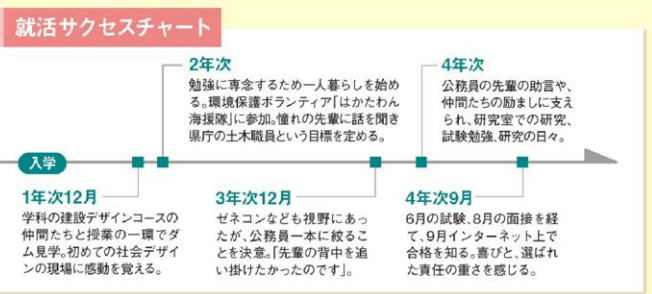 就活サクセスチャート
2年次
勉強に専念するため一人暮らしを始め
る。環境保護ボランティア「はかたわん
海援隊」に参加。憧れの先輩に話を聞き
県庁の土木職員という目標を定める。
4年次
公務員の先輩の助言や、
仲間たちの励ましに支え
られ、研究室での研究、
試験勉強、研究の日々。
入学
1年次12月
学科の建設デザインコースの
仲間たちと授業の一環でダ
ム見学。初めての社会デザイ
ンの現場に感動を覚える。
3年次12月
ゼネコンなども視野にあっ
たが、公務員一本に絞るこ
とを決意。「先輩の背中を追
い掛けたかったのです」。
4年次9月
6月の試験、8月の面接を経
て、9月インターネット上で
合格を知る。喜びと、選ばれ
た責任の重さを感じる。